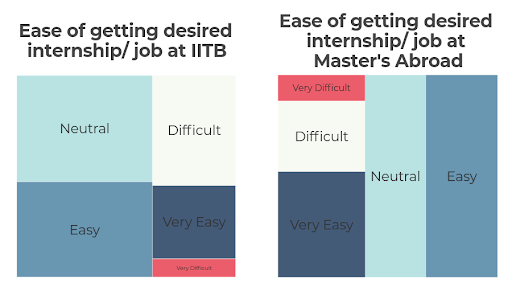 Ease of getting desired
internship/ job at IITB
Neutral
Difficult
Easy
Very Easy
Very Difficult
Ease of getting desired
internship/ job at
Master's Abroad
Very Difficult
Difficult
Very Easy
Neutral
Easy